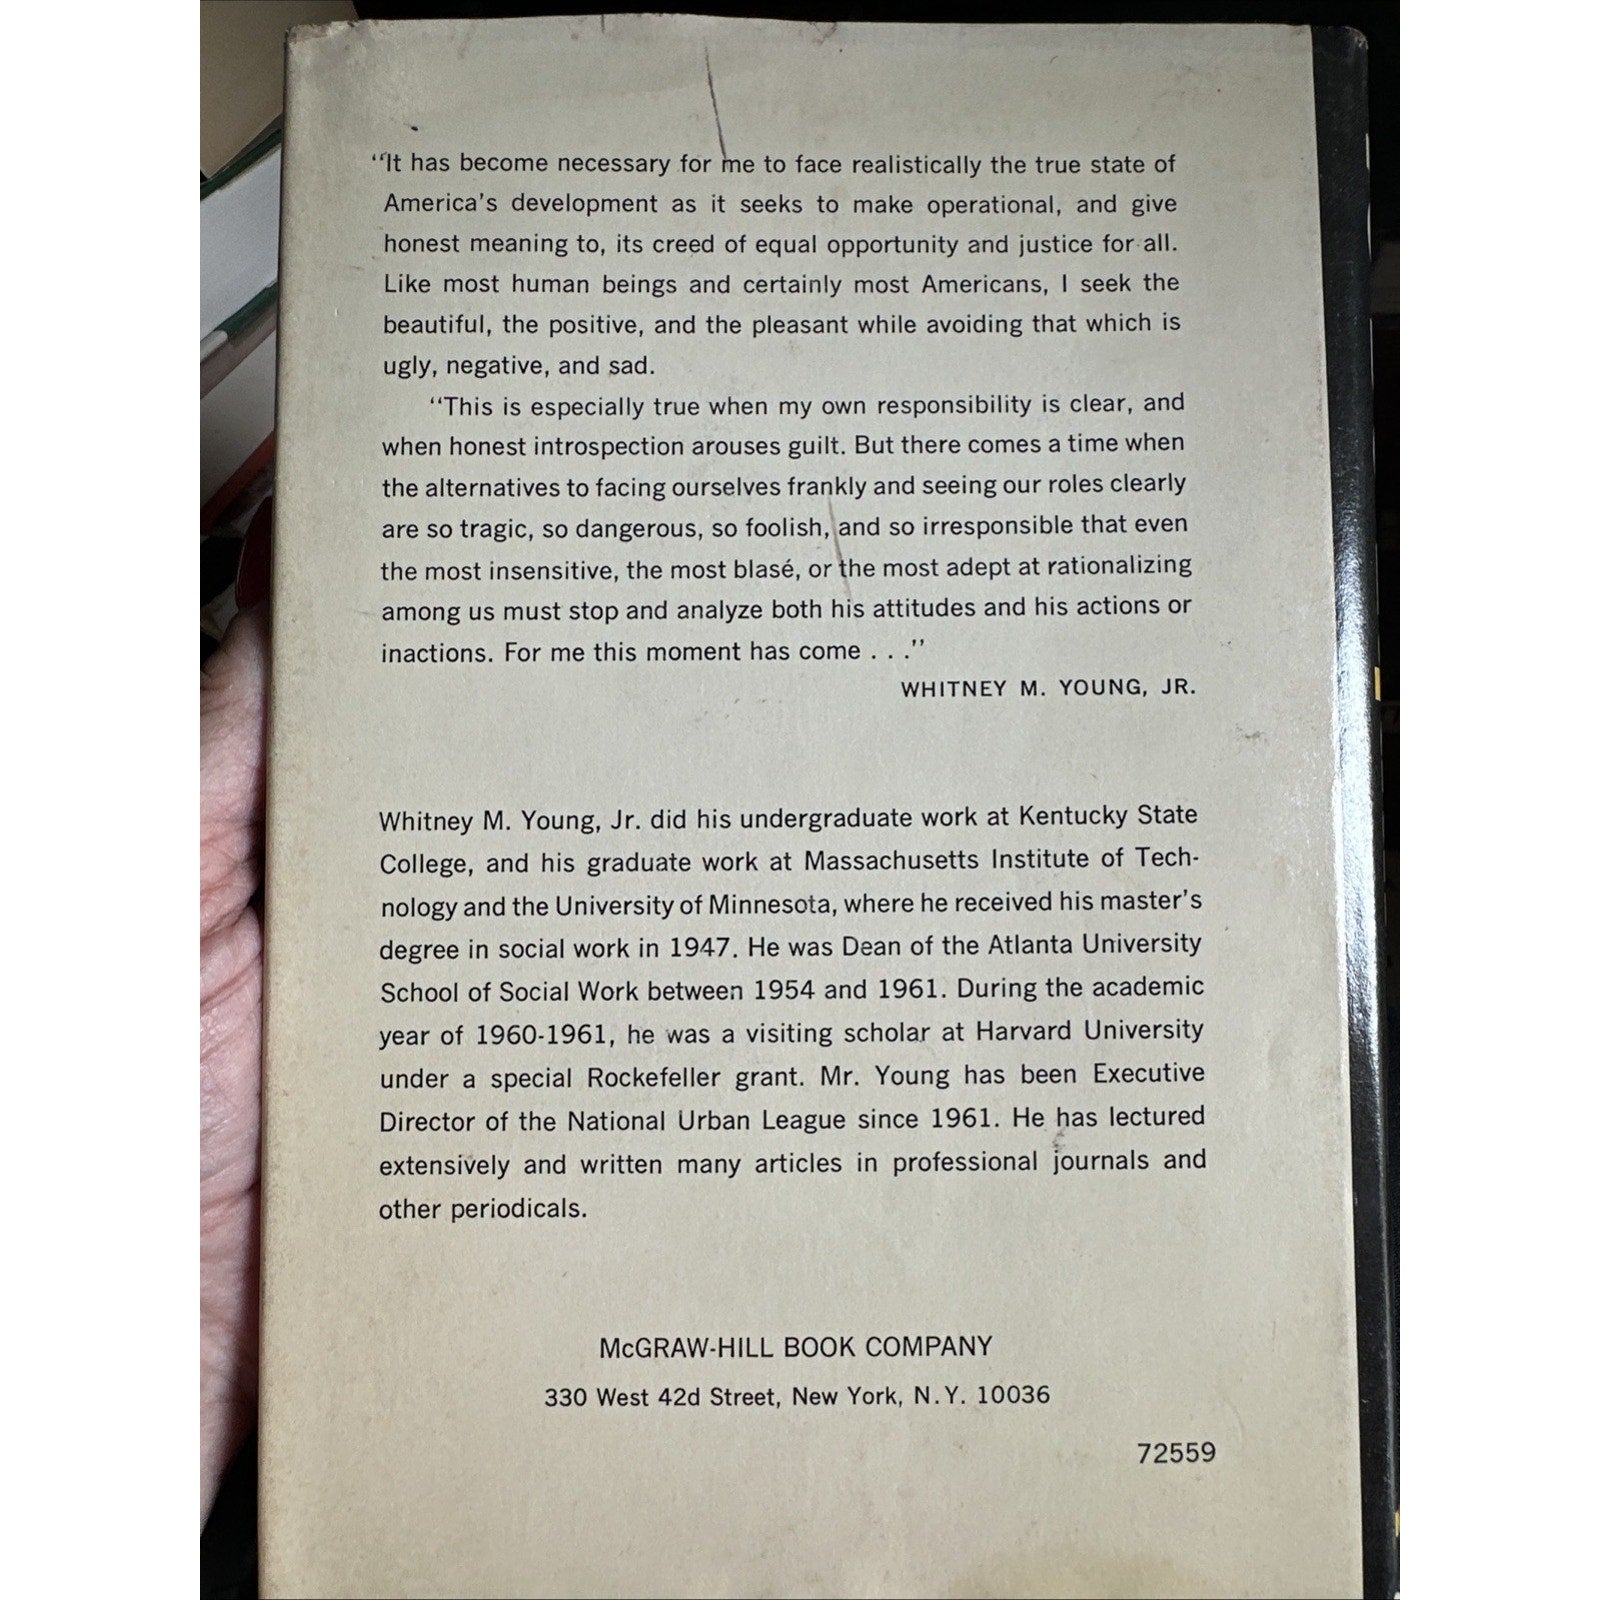 "It has become necessary for me to face realistically the true state of
America's development as it seeks to make operational, and give
honest meaning to, its creed of equal opportunity and justice for all.
Like most human beings and certainly most Americans, I seek the
beautiful, the positive, and the pleasant while avoiding that which is
ugly, negative, and sad.
"This is especially true when my own responsibility is clear, and
when honest introspection arouses guilt. But there comes a time when
the alternatives to facing ourselves frankly and seeing our roles clearly
are so tragic, so dangerous, so foolish, and so irresponsible that even
the most insensitive, the most blasé, or the most adept at rationalizing
among us must stop and analyze both his attitudes and his actions or
inactions. For me this moment has come . . ."
WHITNEY M. YOUNG, JR.
Whitney M. Young, Jr. did his undergraduate work at Kentucky State
College, and his graduate work at Massachusetts Institute of Tech-
nology and the University of Minnesota, where he received his master's
degree in social work in 1947. He was Dean of the Atlanta University
School of Social Work between 1954 and 1961. During the academic
year of 1960-1961, he was a visiting scholar at Harvard University
under a special Rockefeller grant. Mr. Young has been Executive
Director of the National Urban League since 1961. He has lectured
extensively and written many articles in professional journals and
other periodicals.
McGRAW-HILL BOOK COMPANY
330 West 42d Street, New York, N.Y. 10036
72559